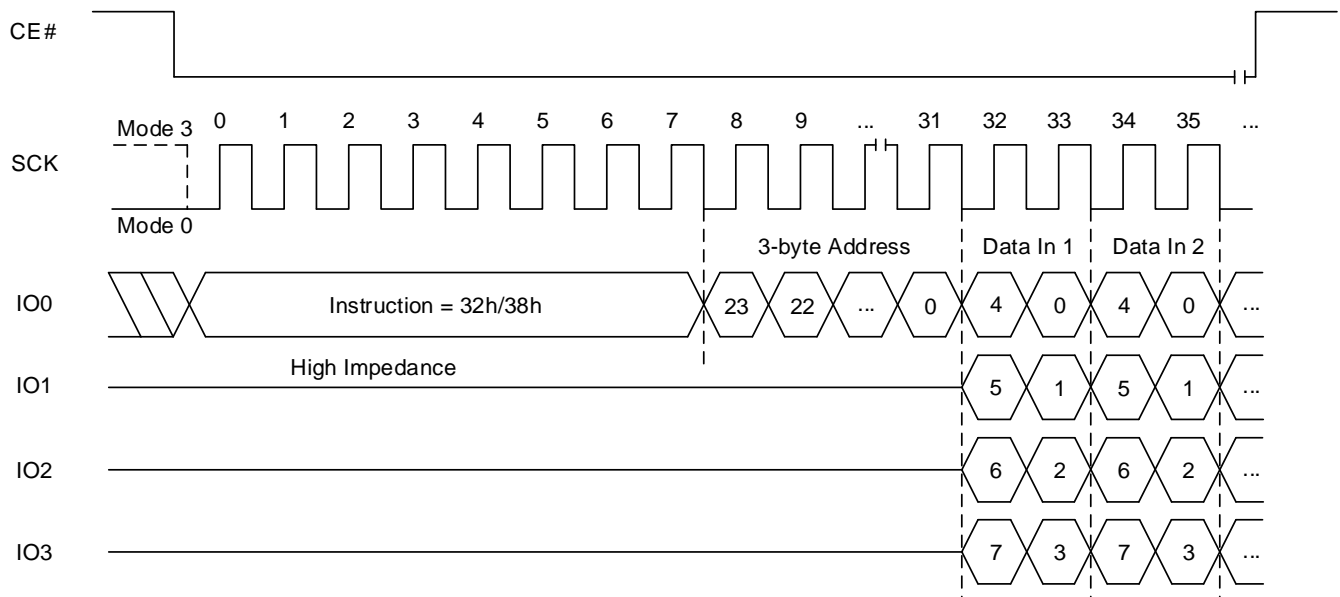 CE#
Mode 3 0 1 2 3 4 5 6 7 8 9 ... 31 32 33 34 35 ...
SCK
Mode 0
3-byte Address Data In 1 Data In 2
IO0 Instruction = 32h/38h 23 22 ... 0 4 0 4 0 ...
High Impedance
IO1 5 1 5 1 ...
IO2 6 2 6 2 ...
IO3 7 3 7 3 ...